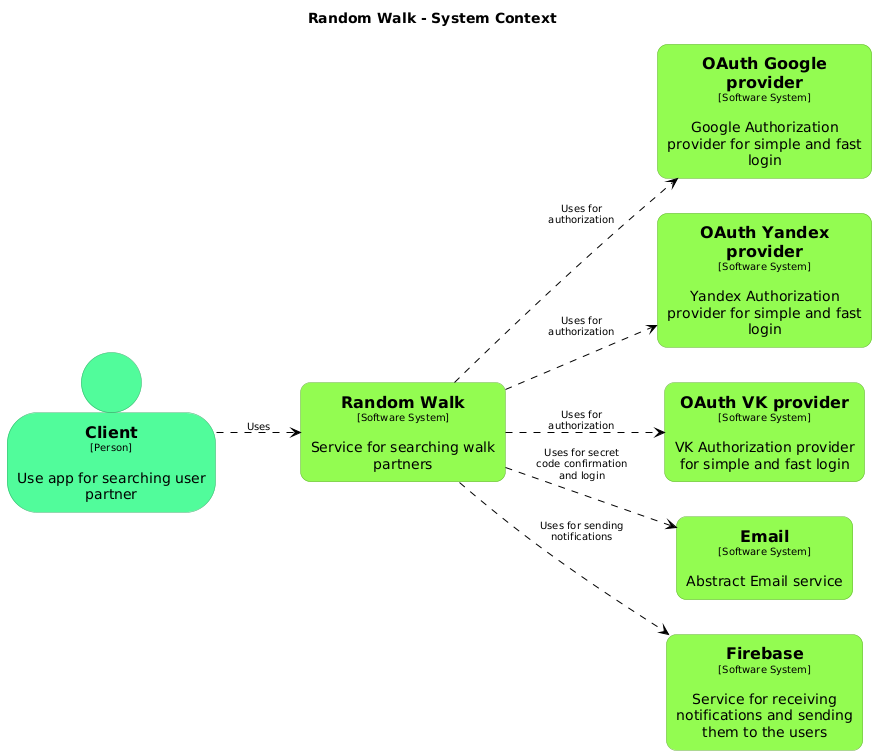 Random Walk - System Context
OAuth Google
provider
[Software System]
Google Authorization
provider for simple and fast
login
Uses for
authorization
OAuth Yandex
provider
[Software System]
Yandex Authorization
provider for simple and fast
login
Uses for
authorization
Client
[Person]
Use app for searching user
partner
Uses
Random Walk
[Software System]
Service for searching walk
partners
Uses for
authorization
OAuth VK provider
[Software System]
VK Authorization provider
for simple and fast login
Uses for secret
code confirmation
and login
Email
[Software System]
Abstract Email service
Uses for sending
notifications
Firebase
[Software System]
Service for receiving
notifications and sending
them to the users